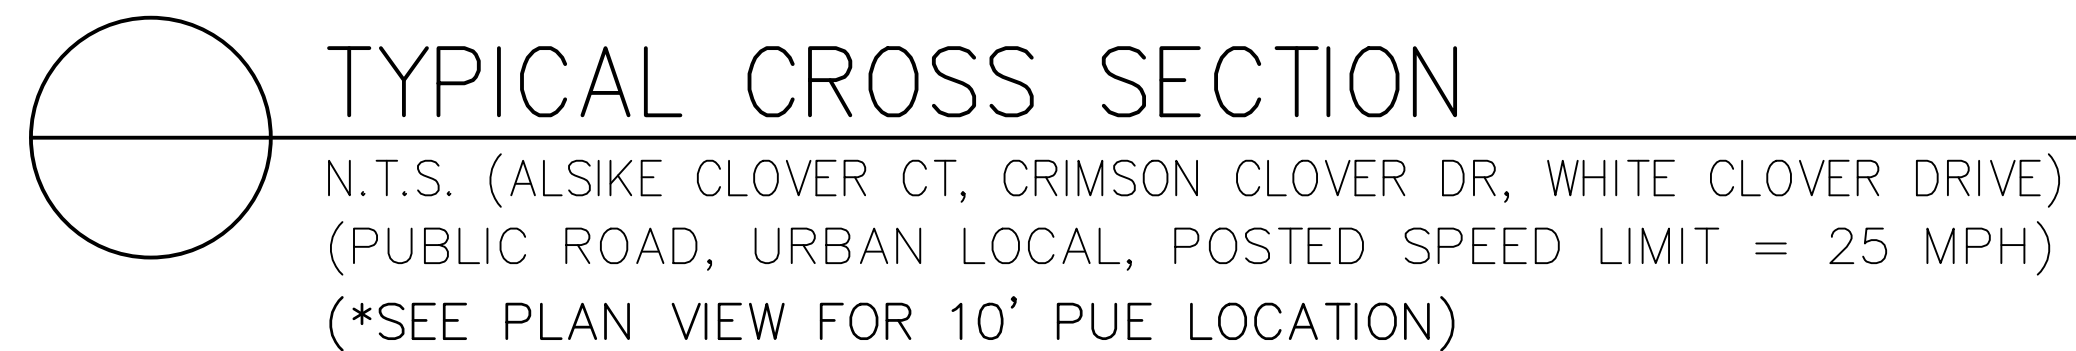 TYPICAL CROSS SECTION
N.T.S. (ALSIKE CLOVER CT, CRIMSON CLOVER DR, WHITE CLOVER DRIVE)
(PUBLIC ROAD, URBAN LOCAL, POSTED SPEED LIMIT = 25 MPH)
(*SEE PLAN VIEW FOR 10' PUE LOCATION)